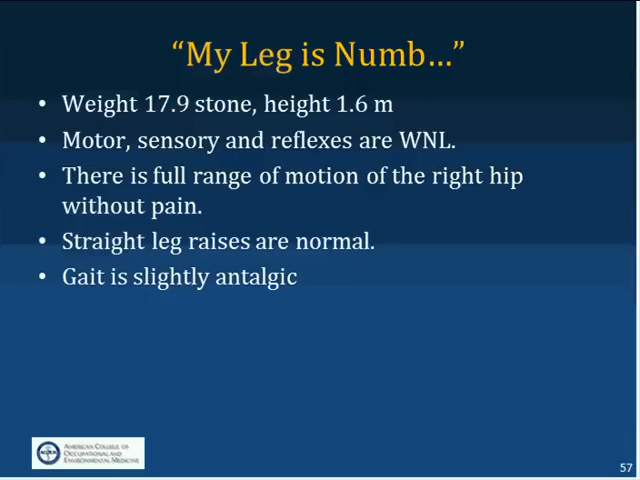 “My Leg is Numb…”
• Weight 17.9 stone, height 1.6 m
• Motor, sensory and reflexes are WNL.
• There is full range of motion of the right hip
without pain.
• Straight leg raises are normal.
• Gait is slightly antalgic
American College of
Occupational and
Environmental Medicine
57